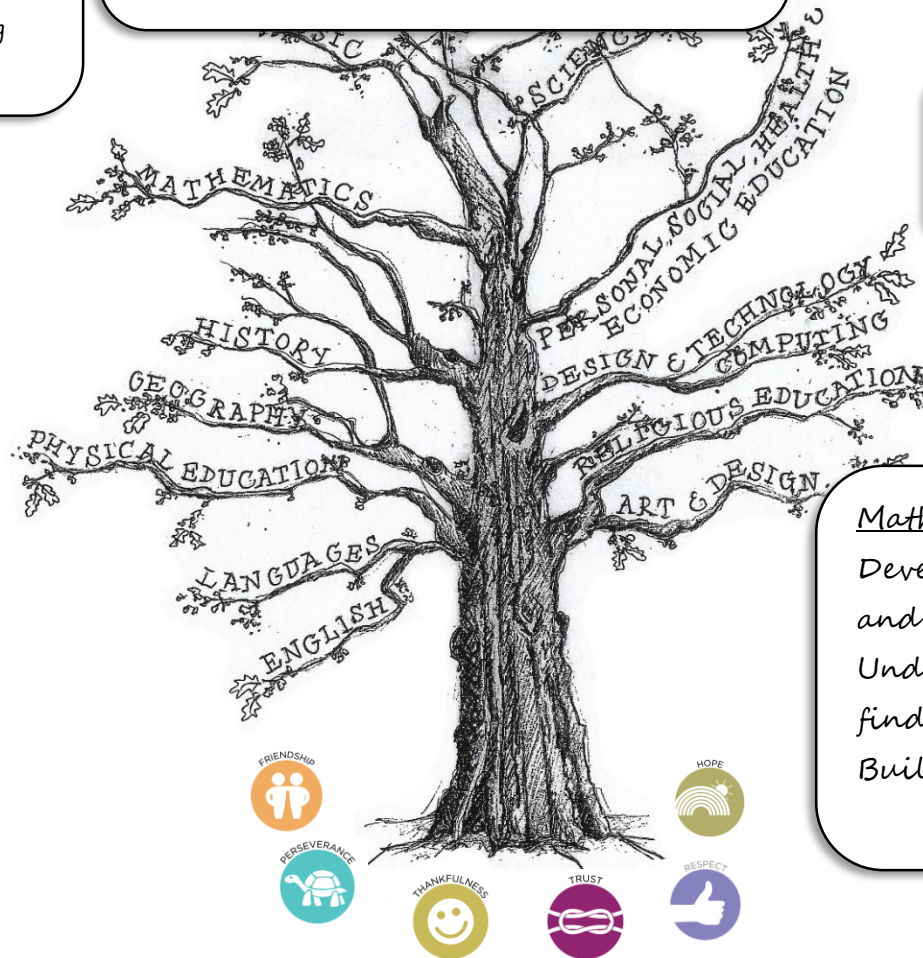 SCIENCE
PERSONAL, SOCIAL, HEALTH &
ECONOMIC EDUCATION
MATHEMATICS
DESIGN & TECHNOLOGY
COMPUTING
HISTORY
RELIGIOUS EDUCATION
GEOGRAPHY
PHYSICAL EDUCATION
ART & DESIGN
LANGUAGES
ENGLISH
Math
Deve
and
Und
find
Buil
FRIENDSHIP
HOPE
PERSEVERANCE
THANKFULNESS
TRUST
RESPECT